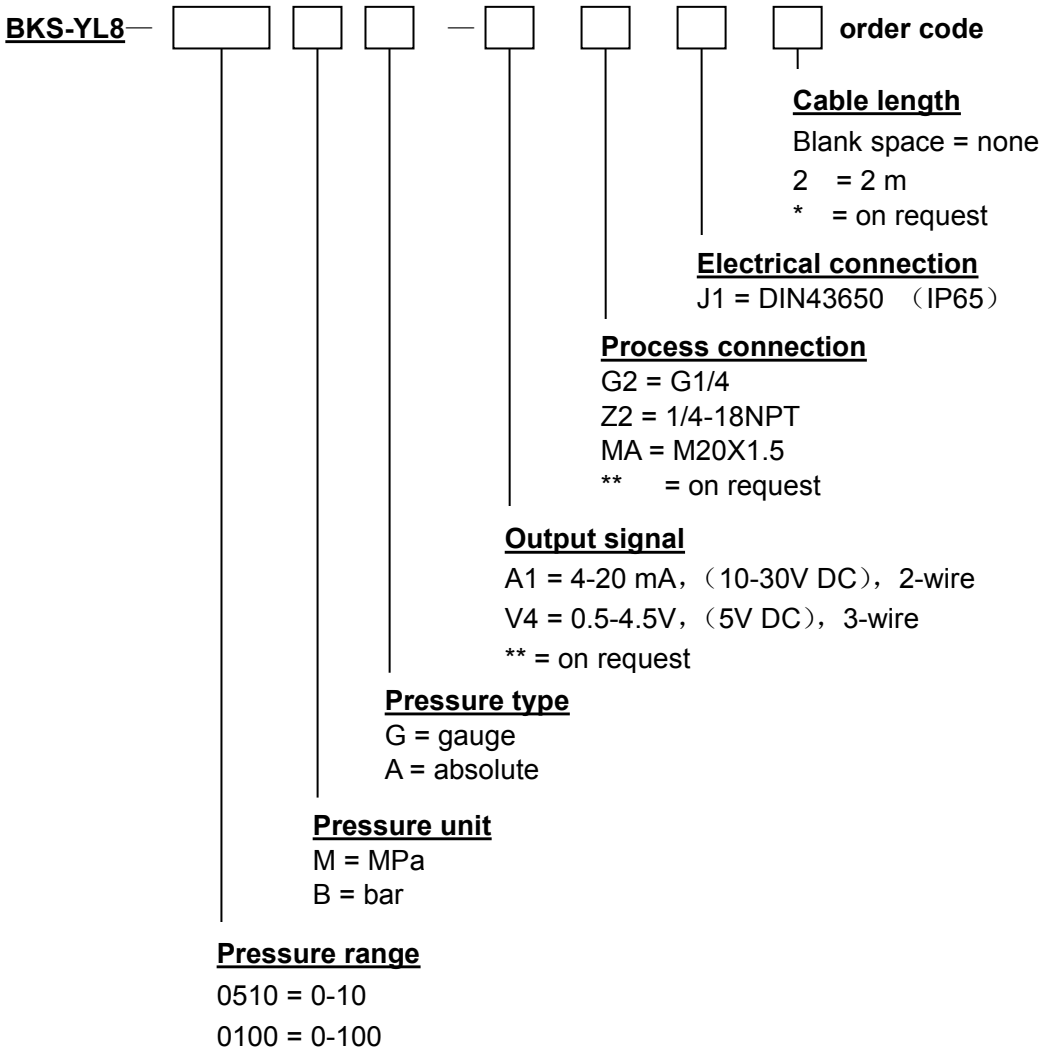 BKS-YL8— — order code
Cable length
Blank space = none
2 = 2 m
* = on request
Electrical connection
J1 = DIN43650 （IP65）
Process connection
G2 = G1/4
Z2 = 1/4-18NPT
MA = M20X1.5
** = on request
Output signal
A1 = 4-20 mA，（10-30V DC），2-wire
V4 = 0.5-4.5V，（5V DC），3-wire
** = on request
Pressure type
G = gauge
A = absolute
Pressure unit
M = MPa
B = bar
Pressure range
0510 = 0-10
0100 = 0-100